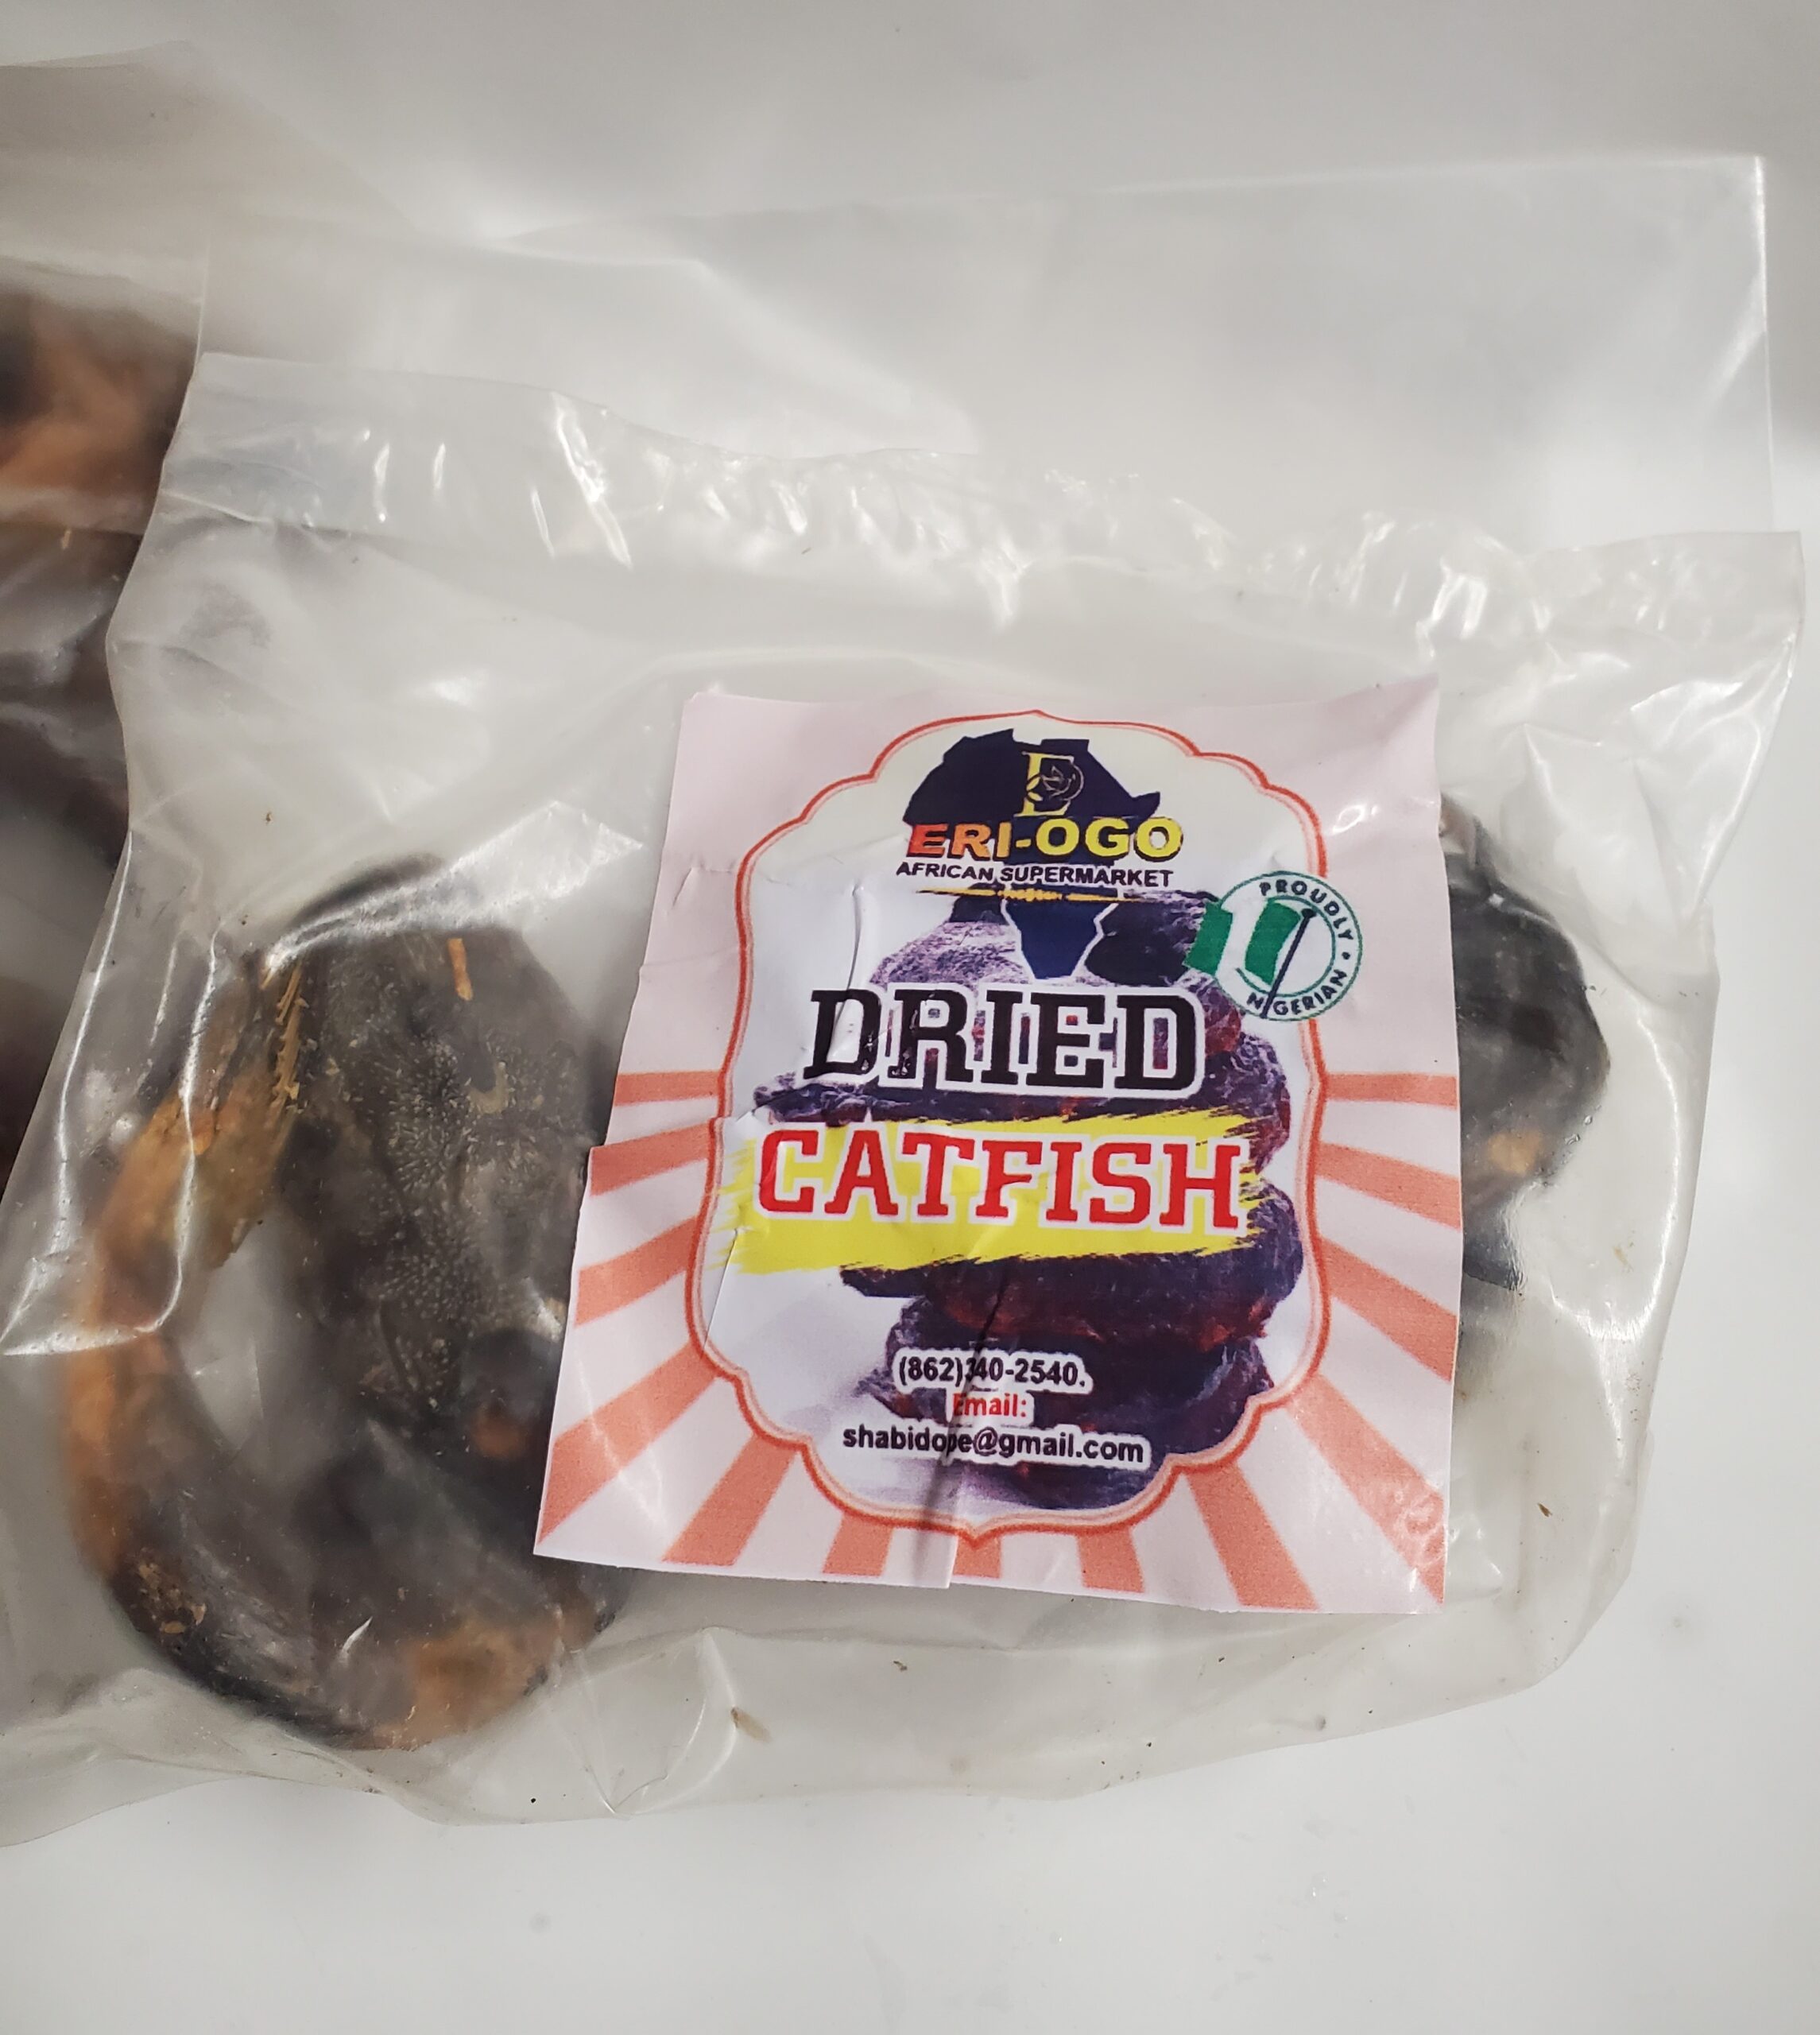 E
ERI-OGO
AFRICAN SUPERMARKET
PROUDLY • NIGERIAN
DRIED
CATFISH
(862)340-2540.
Email:
shabidope@gmail.com